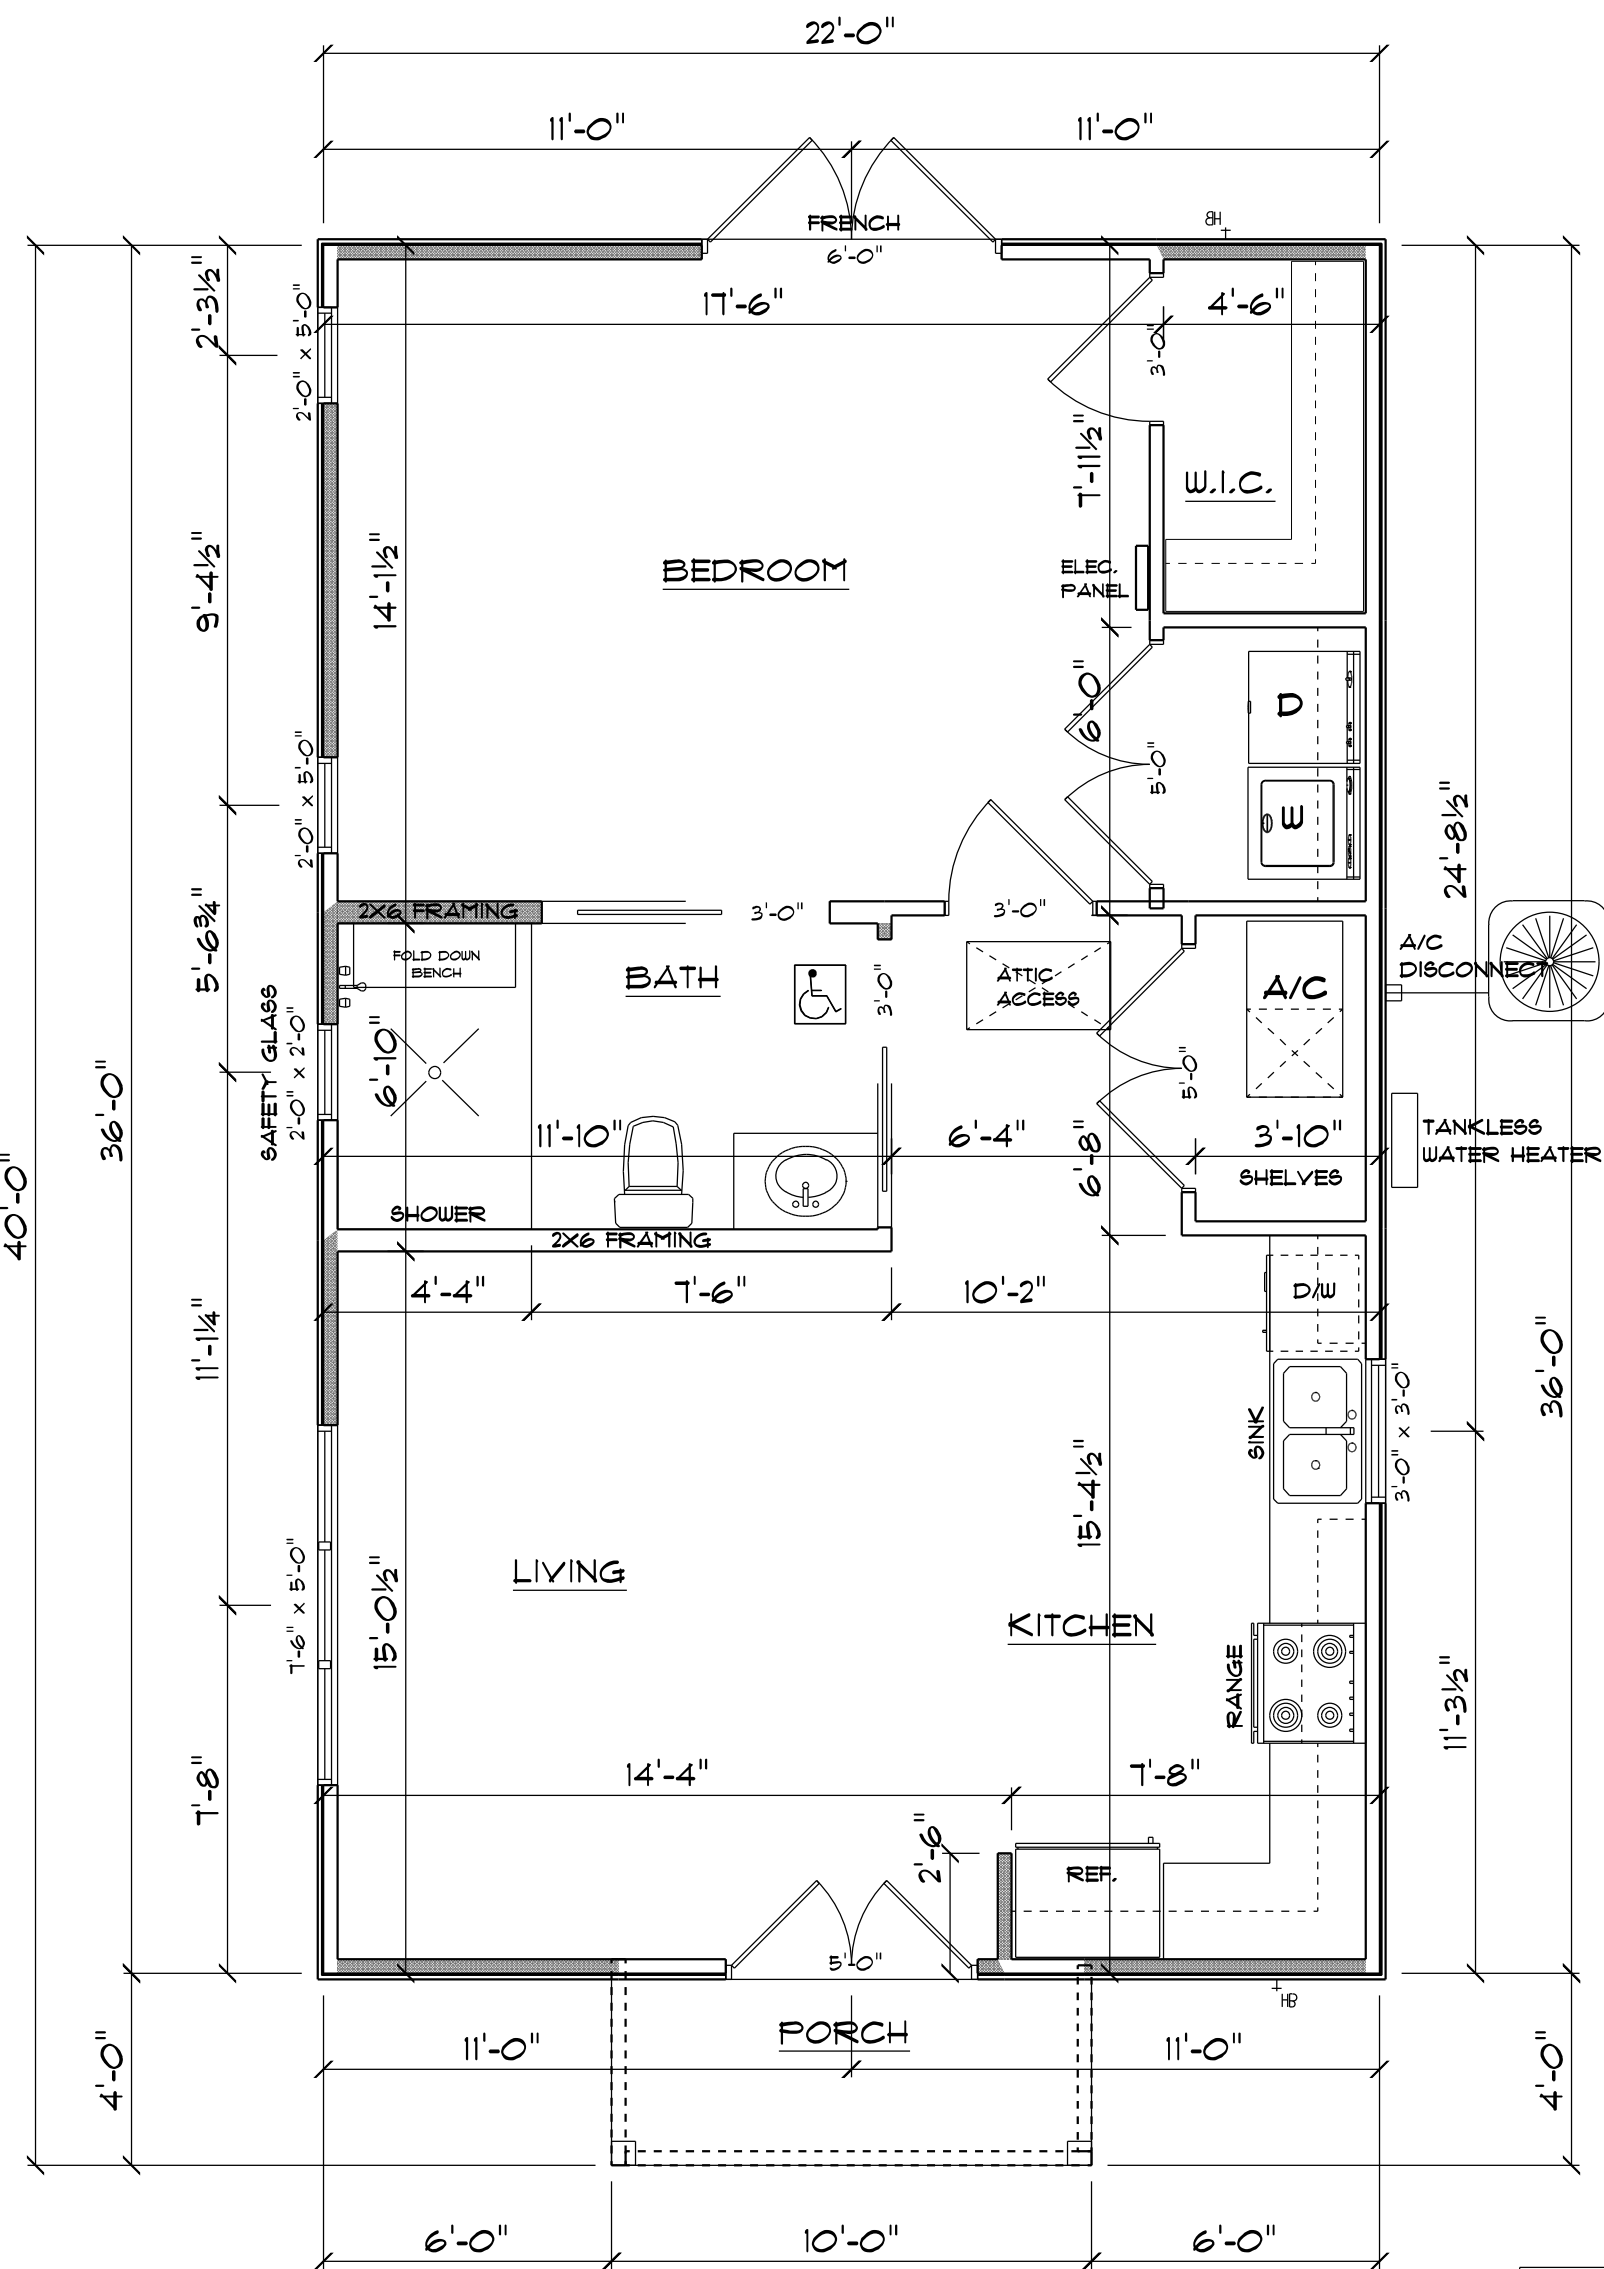 22'-0"
11'-0"
11'-0"
FRENCH
6'-0"
HB
17'-6"
4'-6"
2'-3½"
2'-0" x 5'-0"
3'-0"
7'-11½"
W.I.C.
BEDROOM
ELEC.
PANEL
9'-4½"
14'-1½"
6'-0"
D
5'-0"
W
2'-0" x 5'-0"
24'-8½"
2X6 FRAMING
3'-0"
3'-0"
5'-6¾"
FOLD DOWN
BENCH
BATH
3'-0"
ATTIC
ACCESS
A/C
A/C
DISCONNECT
SAFETY GLASS
2'-0" x 2'-0"
6'-10"
5'-0"
36'-0"
40'-0"
11'-10"
6'-4"
6'-8"
3'-10"
TANKLESS
WATER HEATER
SHELVES
SHOWER
2X6 FRAMING
4'-4"
7'-6"
10'-2"
D/W
11'-1¼"
36'-0"
SINK
3'-0" x 3'-0"
15'-4½"
LIVING
7'-6" x 5'-0"
15'-0½"
KITCHEN
RANGE
11'-3½"
14'-4"
7'-8"
7'-8"
2'-6"
REF.
5'-0"
HB
PORCH
11'-0"
11'-0"
4'-0"
4'-0"
6'-0"
10'-0"
6'-0"